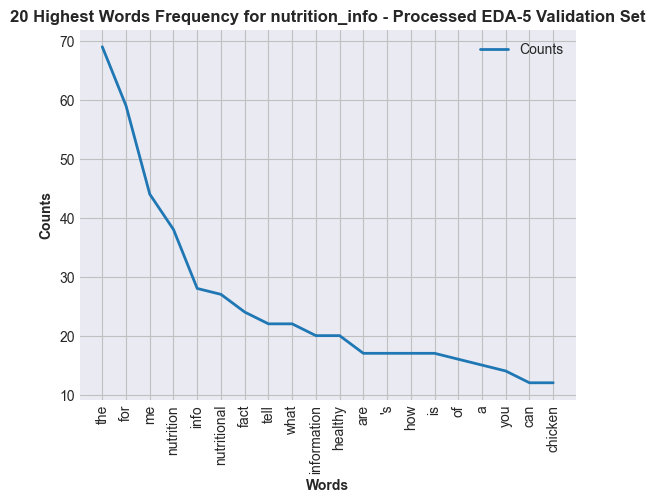 20 Highest Words Frequency for nutrition_info - Processed EDA-5 Validation Set
Counts
70
60
50
40
30
20
10
Counts
the
for
me
nutrition
info
nutritional
fact
tell
what
information
healthy
are
's
how
is
of
a
you
can
chicken
Words